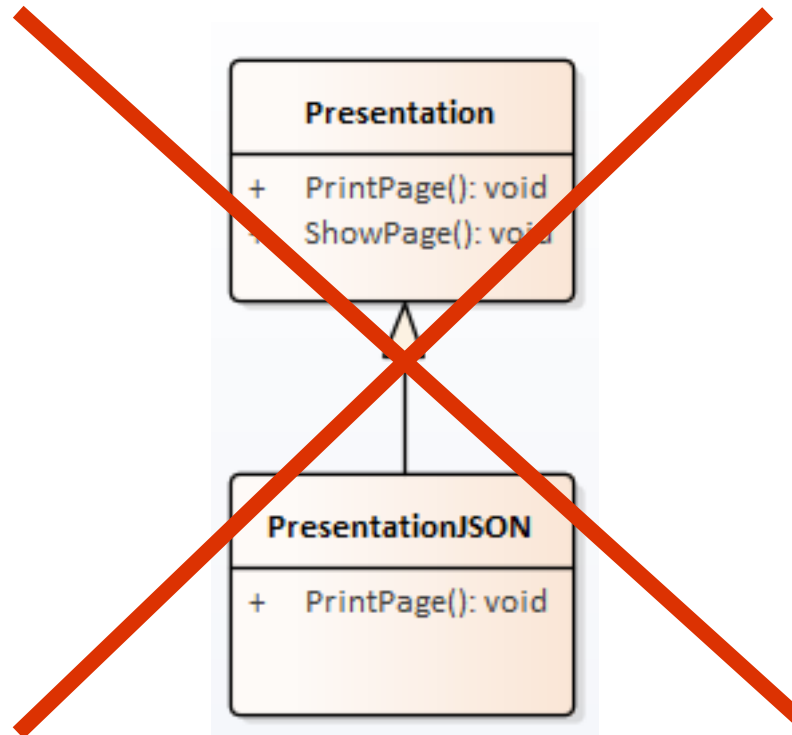 Presentation
+ PrintPage(): void
+ ShowPage(): void
PresentationJSON
+ PrintPage(): void